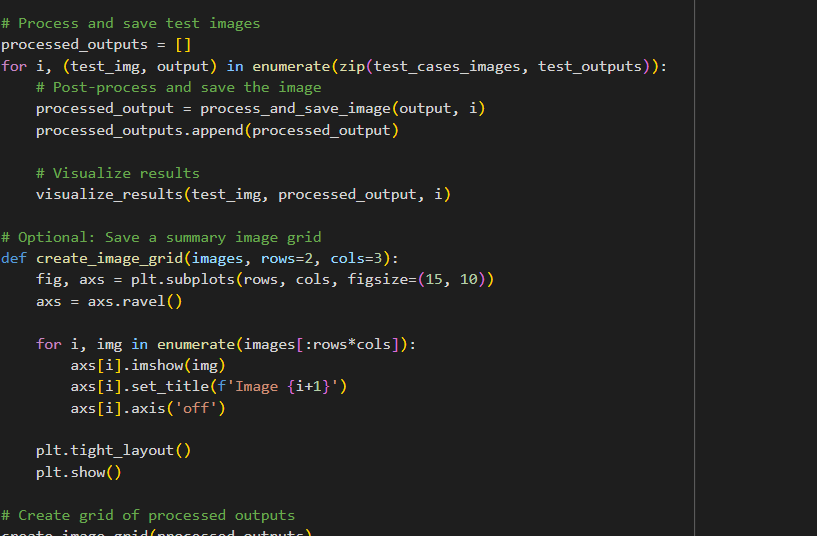 # Process and save test images
processed_outputs = []
for i, (test_img, output) in enumerate(zip(test_cases_images, test_outputs)):
    # Post-process and save the image
    processed_output = process_and_save_image(output, i)
    processed_outputs.append(processed_output)

    # Visualize results
    visualize_results(test_img, processed_output, i)

# Optional: Save a summary image grid
def create_image_grid(images, rows=2, cols=3):
    fig, axs = plt.subplots(rows, cols, figsize=(15, 10))
    axs = axs.ravel()

    for i, img in enumerate(images[:rows*cols]):
        axs[i].imshow(img)
        axs[i].set_title(f'Image {i+1}')
        axs[i].axis('off')

    plt.tight_layout()
    plt.show()

# Create grid of processed outputs
create_image_grid(processed_outputs)